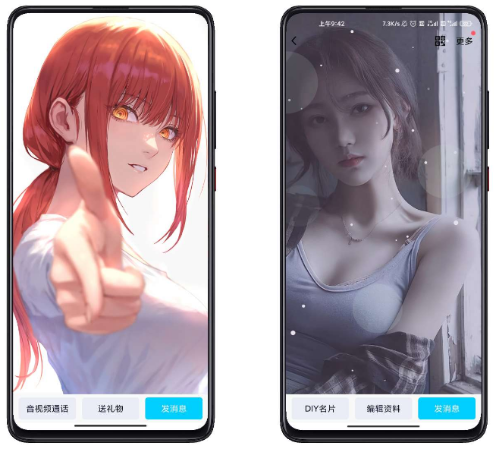 音视频通话
送礼物
发消息
上午9:42
7.3K/s
更多
DIY名片
编辑资料
发消息